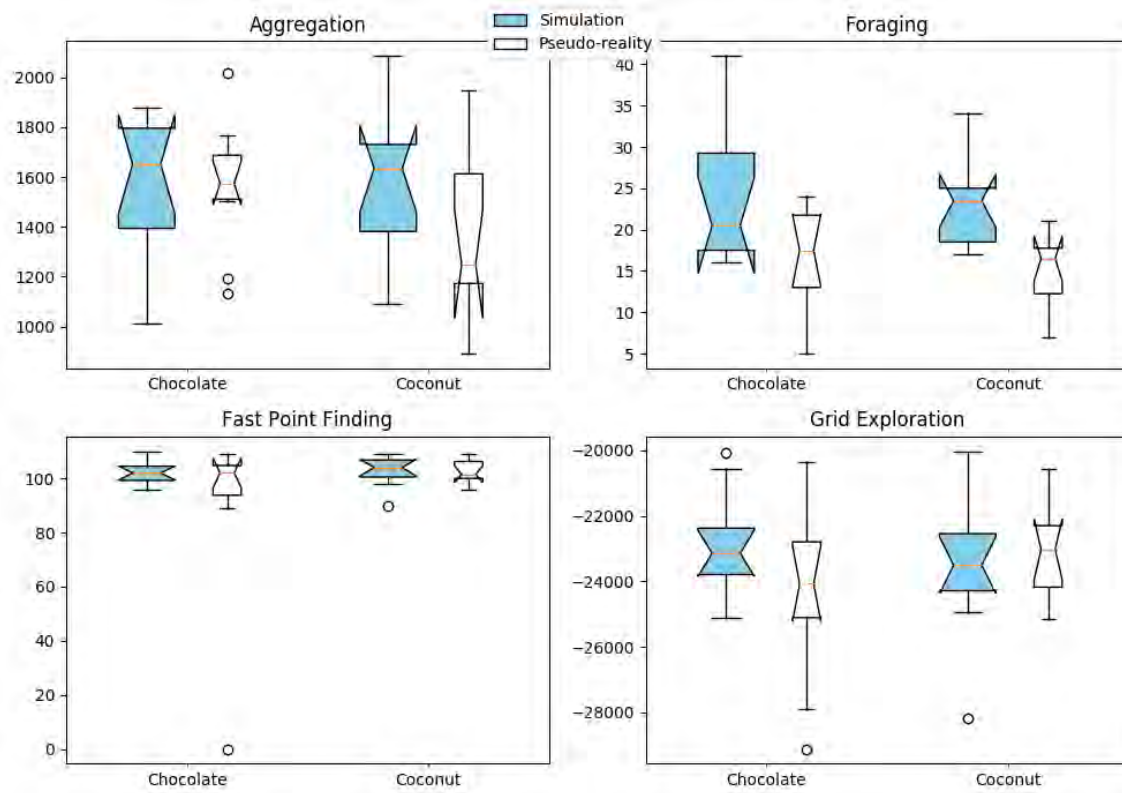 Aggregation
Simulation
Pseudo-reality
Foraging
2000
1800
1600
1400
1200
1000
Chocolate
Coconut
40
35
30
25
20
15
10
5
Chocolate
Coconut
Fast Point Finding
100
80
60
40
20
0
Chocolate
Coconut
Grid Exploration
−20000
−22000
−24000
−26000
−28000
Chocolate
Coconut